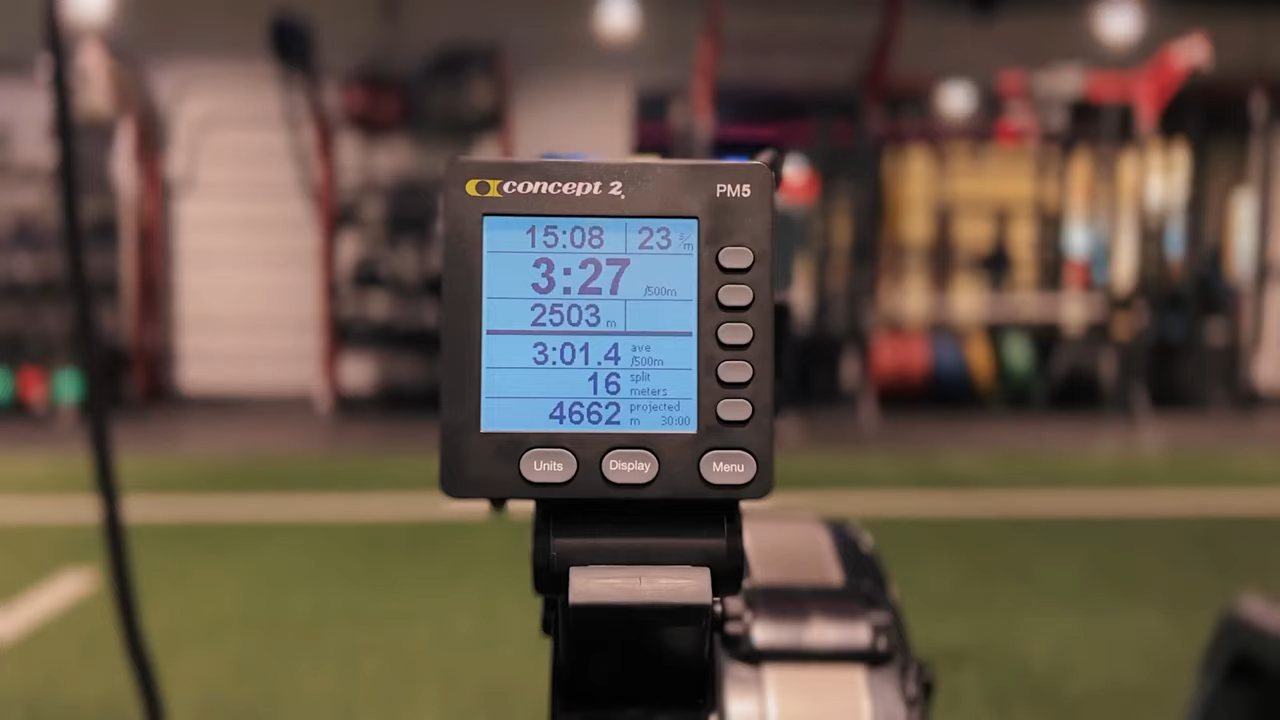 concept 2.
PM5
15:08 23 s/m
3:27 /500m
2503 m
3:01.4 ave /500m
16 split meters
4662 projected m 30:00
Units Display Menu